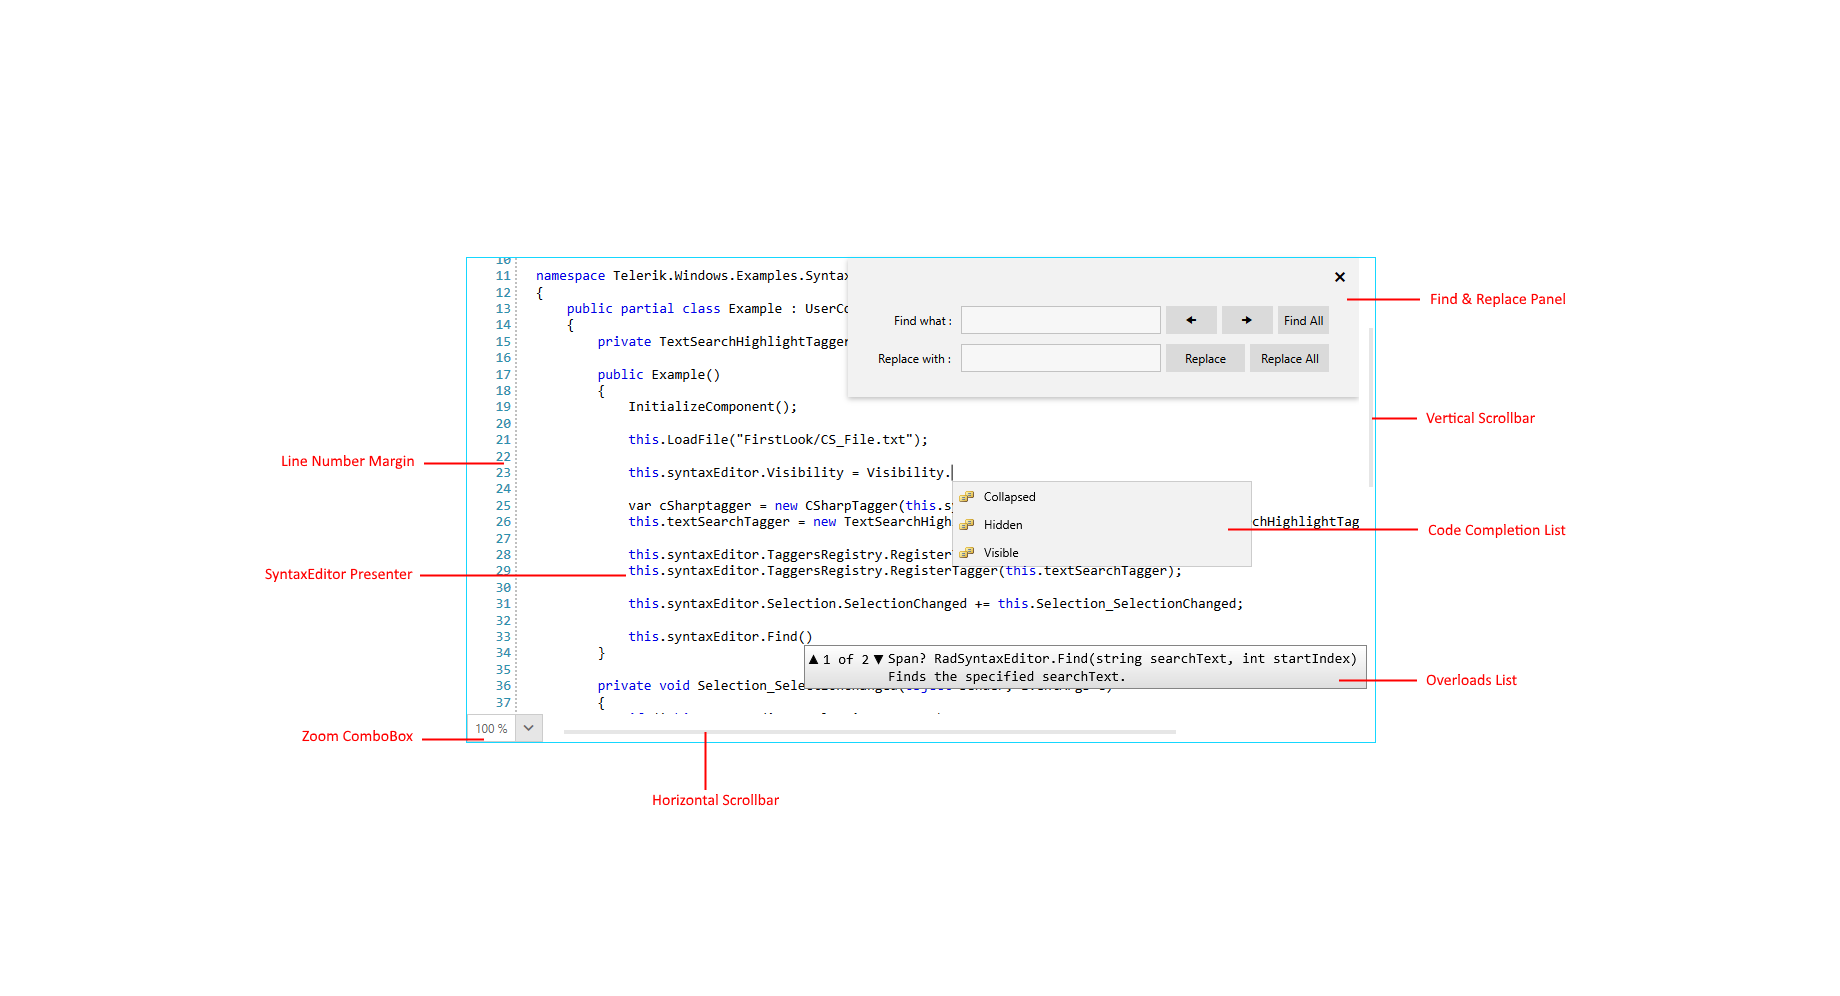 10
11 namespace Telerik.Windows.Examples.Syntax
12 {
13 public partial class Example : UserCo
14 {
15 private TextSearchHighlightTagger
16
17 public Example()
18 {
19 InitializeComponent();
20
21 this.LoadFile("FirstLook/CS_File.txt");
22
23 this.syntaxEditor.Visibility = Visibility.
24
25 var cSharptagger = new CSharpTagger(this.s
26 this.textSearchTagger = new TextSearchHigh chHighlightTag
27
28 this.syntaxEditor.TaggersRegistry.Register
29 this.syntaxEditor.TaggersRegistry.RegisterTagger(this.textSearchTagger);
30
31 this.syntaxEditor.Selection.SelectionChanged += this.Selection_SelectionChanged;
32
33 this.syntaxEditor.Find()
34 }
35
36 private void Selection_Sele
37 {
Find what :
Find All
Replace with :
Replace
Replace All
Collapsed
Hidden
Visible
▲ 1 of 2 ▼ Span? RadSyntaxEditor.Find(string searchText, int startIndex)
Finds the specified searchText.
100 %
Find & Replace Panel
Vertical Scrollbar
Line Number Margin
Code Completion List
SyntaxEditor Presenter
Overloads List
Zoom ComboBox
Horizontal Scrollbar